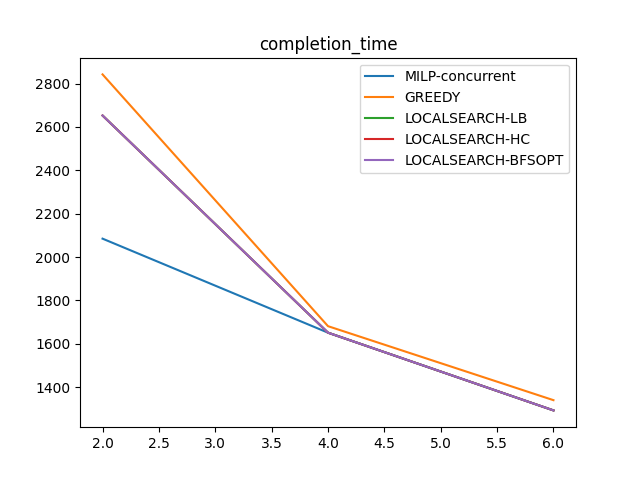 completion_time
MILP-concurrent
GREEDY
LOCALSEARCH-LB
LOCALSEARCH-HC
LOCALSEARCH-BFSOPT
2800
2600
2400
2200
2000
1800
1600
1400
2.0 2.5 3.0 3.5 4.0 4.5 5.0 5.5 6.0